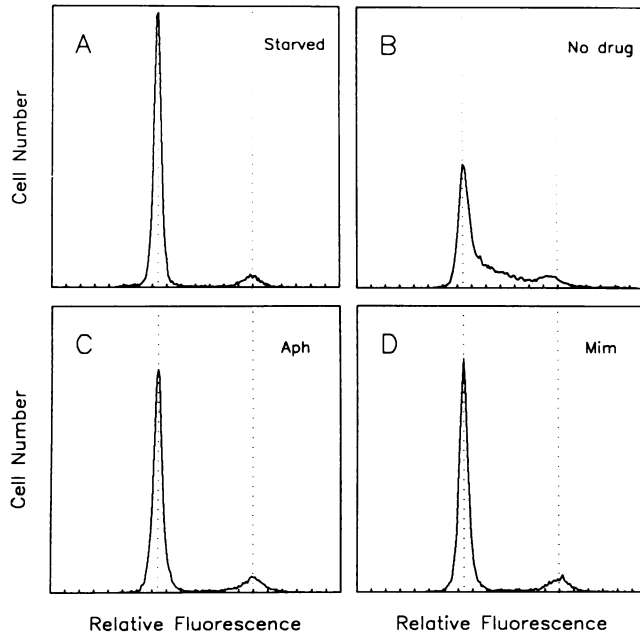 A
Starved
B
No drug
Cell Number
C
Aph
D
Mim
Cell Number
Relative Fluorescence
Relative Fluorescence